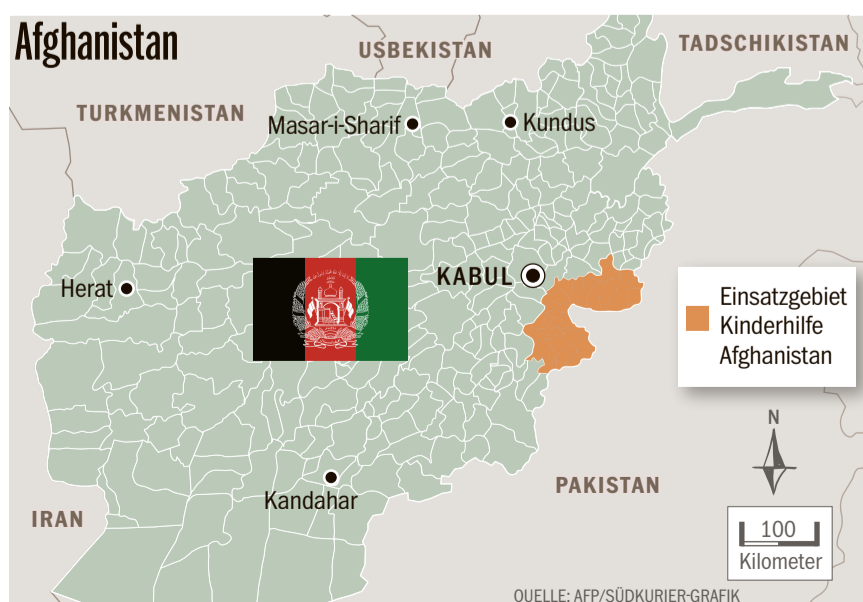 Afghanistan
USBEKISTAN
TADSCHIKISTAN
TURKMENISTAN
Masar-i-Sharif
Kundus
KABUL
Herat
Einsatzgebiet
Kinderhilfe
Afghanistan
N
Kandahar
PAKISTAN
IRAN
100
Kilometer
QUELLE: AFP/SÜDKURIER-GRAFIK